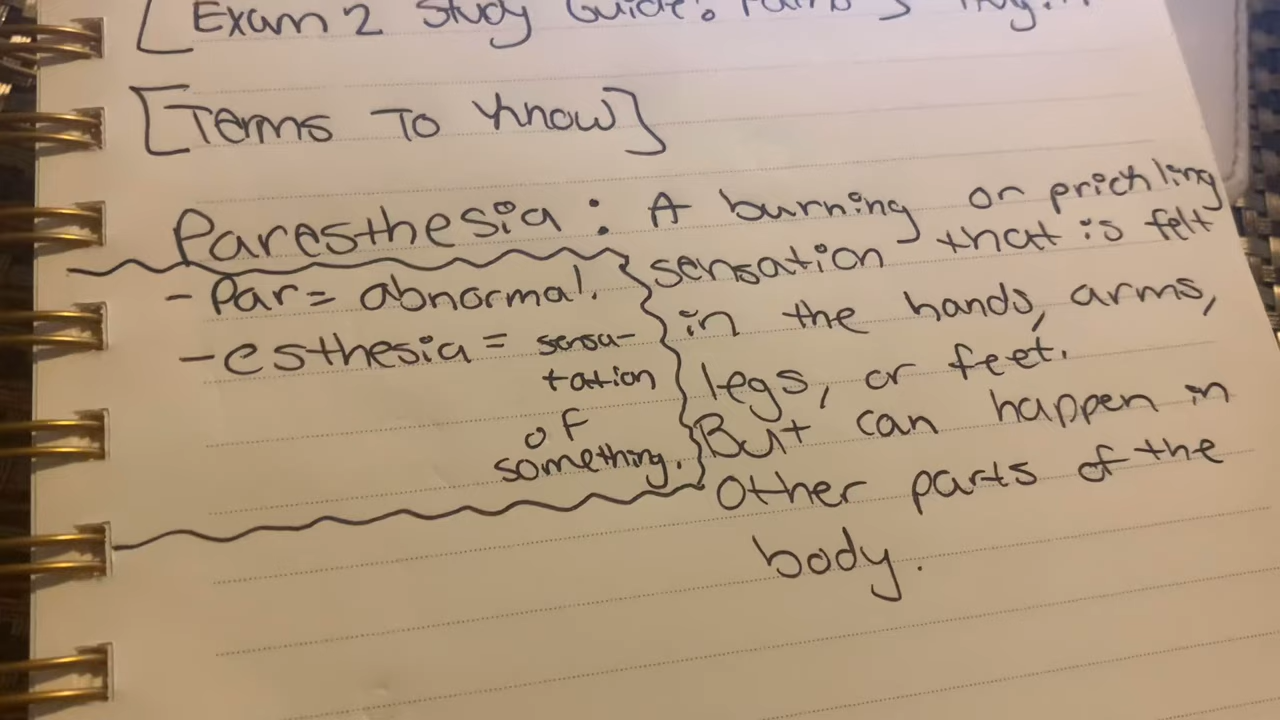 [Exam 2 Study Guide:
[Terms To Know]
Paresthesia: A burning or prickling
sensation that is felt
in the hands, arms,
legs, or feet.
But can happen in
Other parts of the
body.
- Par= abnormal.
- esthesia = sensa-
tation
of
something.